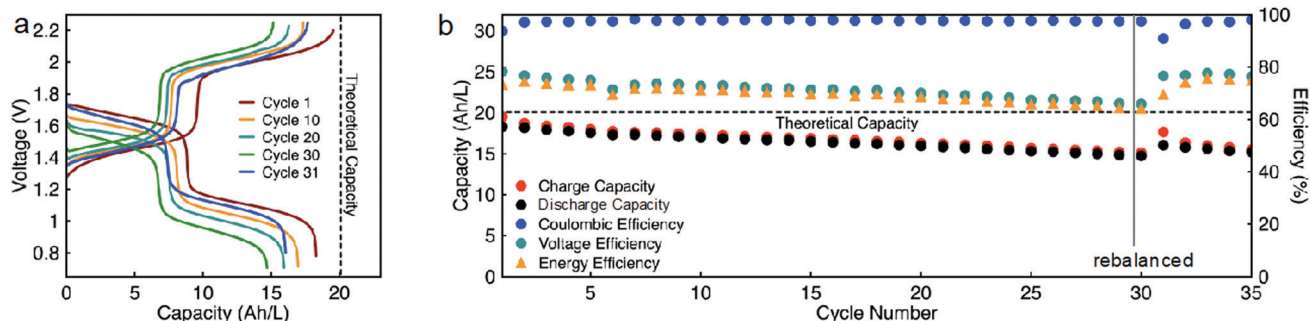 a
2.2
2
1.8
1.6
1.4
1.2
1
0.8
Voltage (V)
Cycle 1
Cycle 10
Cycle 20
Cycle 30
Cycle 31
Theoretical Capacity
0
5
10
15
20
Capacity (Ah/L)
b
30
25
20
15
10
5
0
Capacity (Ah/L)
Theoretical Capacity
Charge Capacity
Discharge Capacity
Coulombic Efficiency
Voltage Efficiency
Energy Efficiency
rebalanced
100
80
60
40
20
0
Efficiency (%)
5
10
15
20
25
30
35
Cycle Number